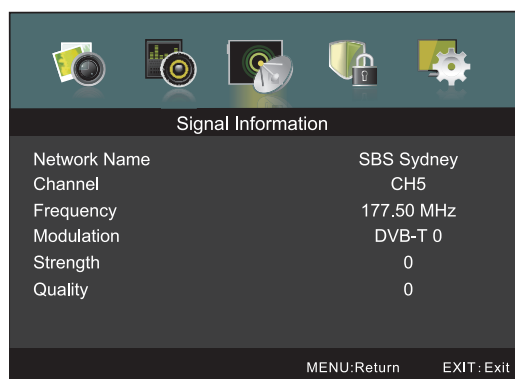 Signal Information
Network Name SBS Sydney
Channel CH5
Frequency 177.50 MHz
Modulation DVB-T 0
Strength 0
Quality 0
MENU:Return EXIT:Exit